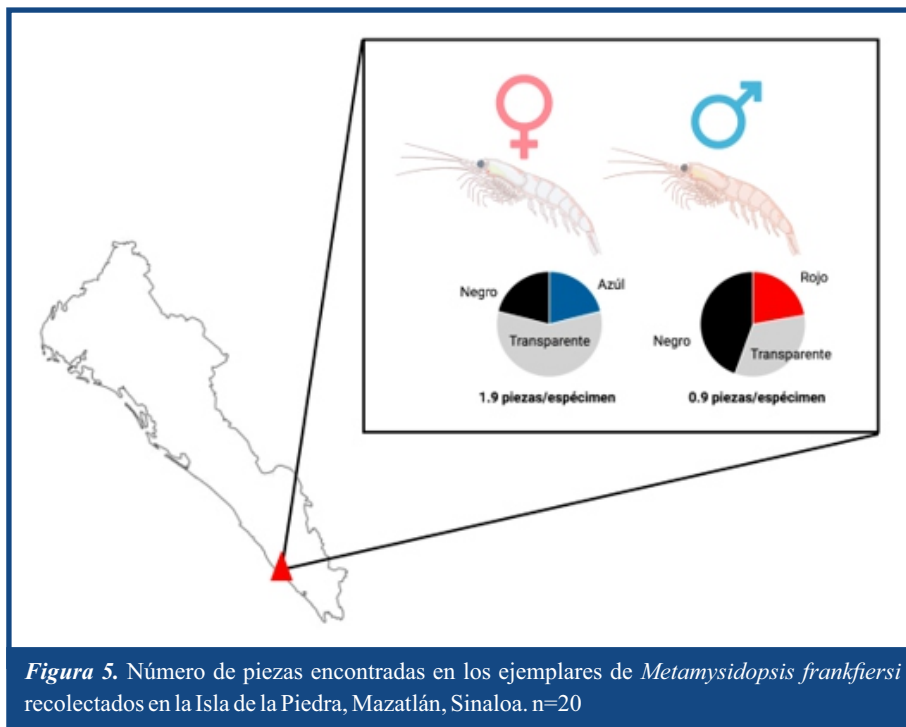 Negro
Azúl
Transparente
1.9 piezas/espécimen
Rojo
Negro
Transparente
0.9 piezas/espécimen
Figura 5. Número de piezas encontradas en los ejemplares de Metamysidopsis frankfiersi
recolectados en la Isla de la Piedra, Mazatlán, Sinaloa. n=20